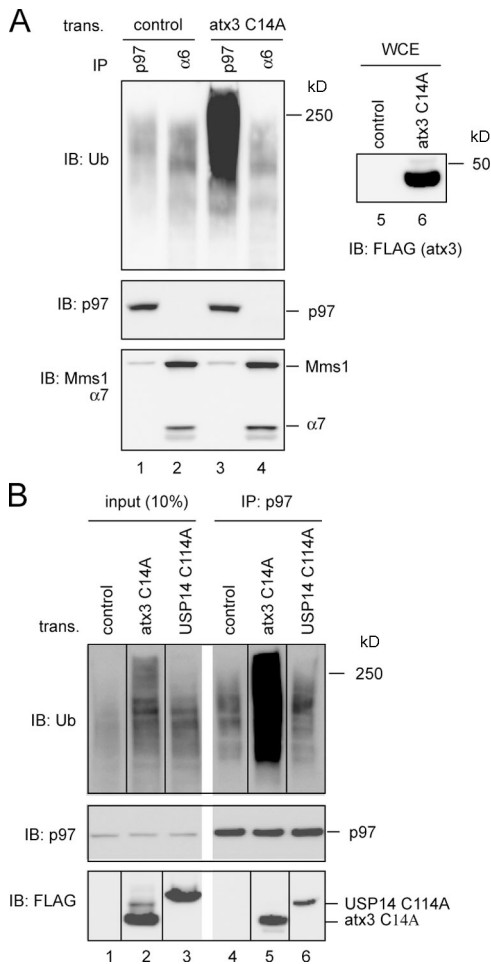 A
trans. control atx3 C14A
IP p97 α6 p97 α6
kD
250
IB: Ub
IB: p97
p97
IB: Mms1
α7
Mms1
α7
1 2 3 4
WCE
control atx3 C14A
kD
50
5 6
IB: FLAG (atx3)
B
input (10%) IP: p97
trans. control atx3 C14A USP14 C114A control atx3 C14A USP14 C114A
kD
250
IB: Ub
IB: p97
p97
IB: FLAG
USP14 C114A
atx3 C14A
1 2 3 4 5 6